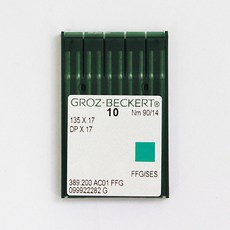 GROZ-BECKERT®
10 Nm 90/14
135 X 17
DP X 17
FFG/SES
389.200 AC01 FFG
099922282 G